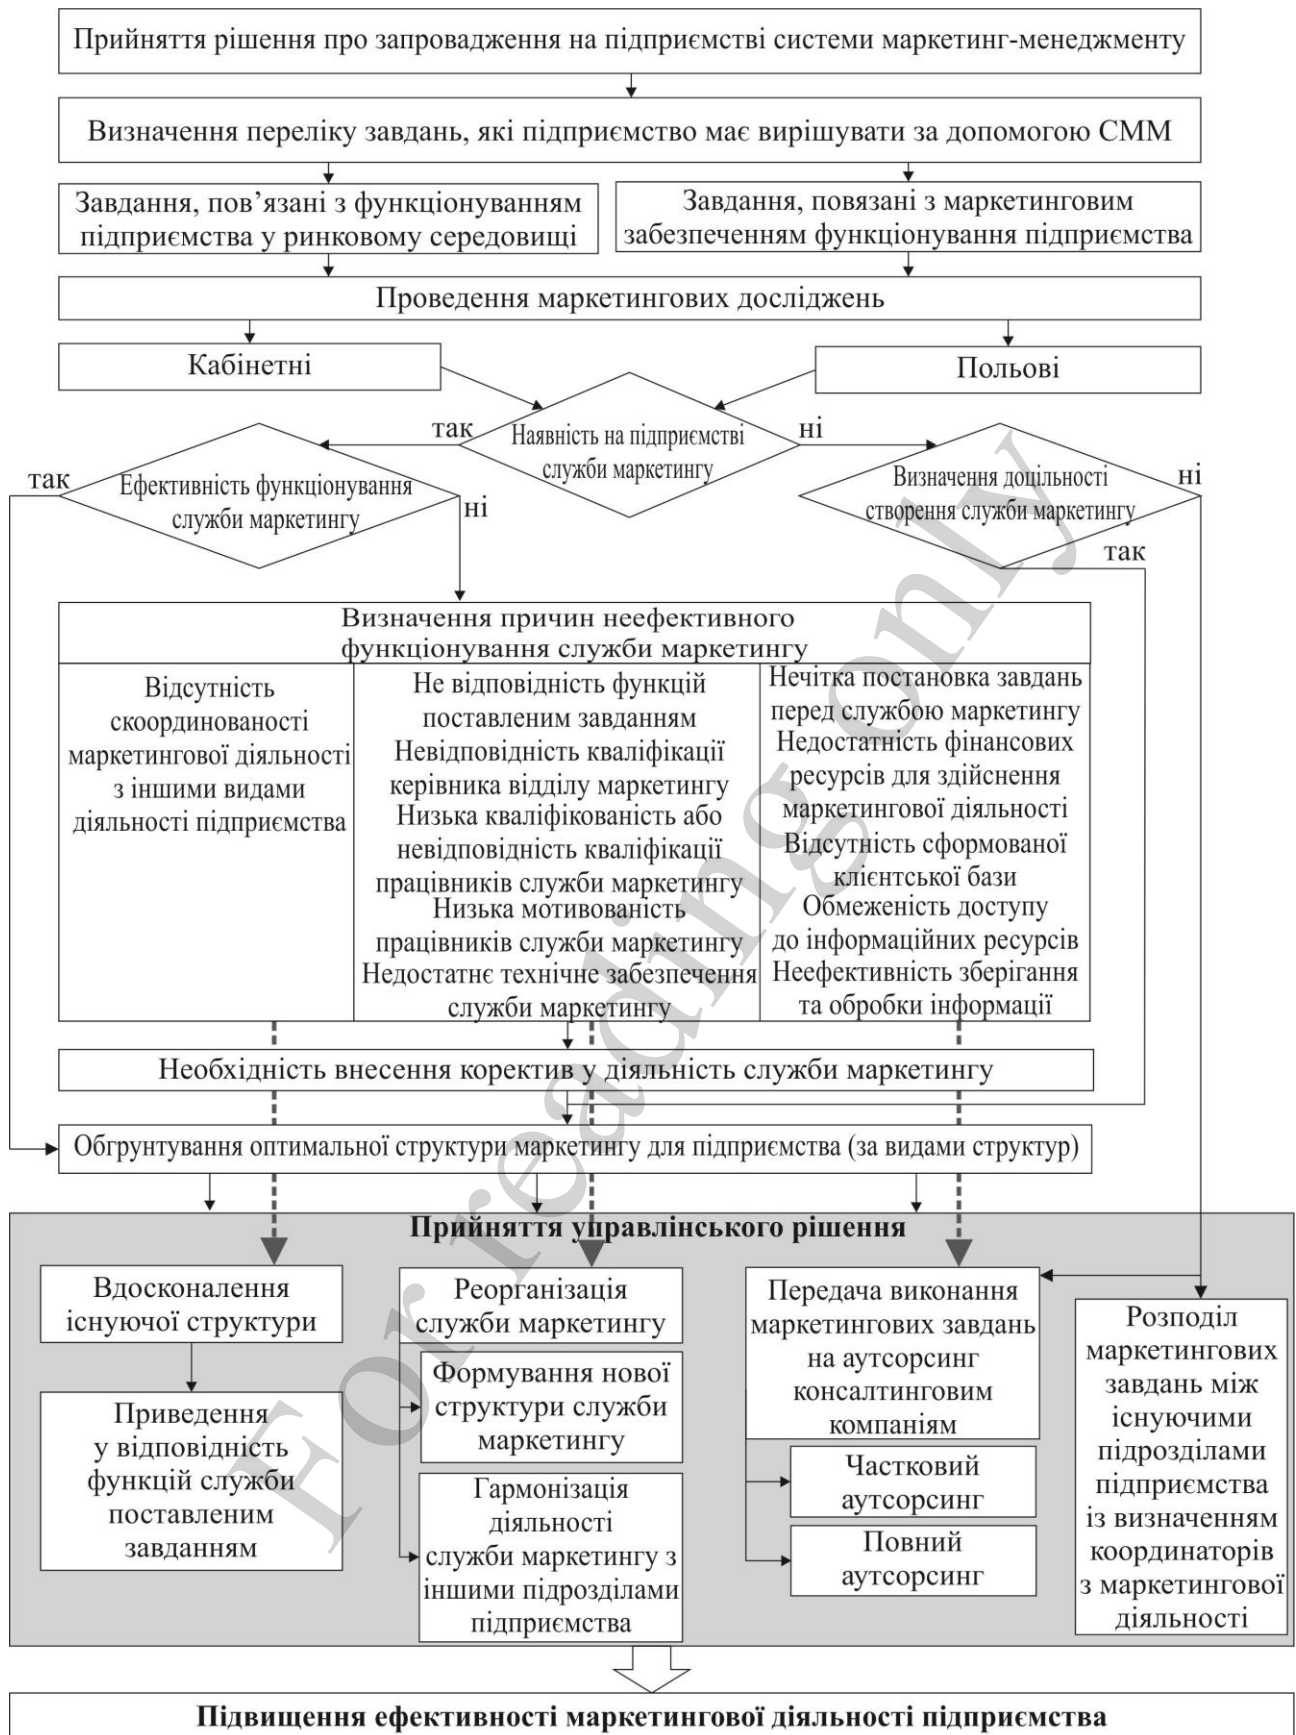 Прийняття рішення про запровадження на підприємстві системи маркетинг-менеджменту
Визначення переліку завдань, які підприємство має вирішувати за допомогою СММ
Завдання, пов’язані з функціонуванням
підприємства у ринковому середовищі
Завдання, повязані з маркетинговим
забезпеченням функціонування підприємства
Проведення маркетингових досліджень
Кабінетні
Польові
так
Наявність на підприємстві
служби маркетингу
ні
так
Ефективність функціонування
служби маркетингу
ні
Визначення доцільності
створення служби маркетингу
ні
так
Визначення причин неефективного
функціонування служби маркетингу
Відсутність
скоординованості
маркетингової діяльності
з іншими видами
діяльності підприємства
Не відповідність функцій
поставленим завданням
Невідповідність кваліфікації
керівника відділу маркетингу
Низька кваліфікованість або
невідповідність кваліфікації
працівників служби маркетингу
Низька мотивованість
працівників служби маркетингу
Недостатнє технічне забезпечення
служби маркетингу
Нечітка постановка завдань
перед службою маркетингу
Недостатність фінансових
ресурсів для здійснення
маркетингової діяльності
Відсутність сформованої
клієнтської бази
Обмеженість доступу
до інформаційних ресурсів
Неефективність зберігання
та обробки інформації
Необхідність внесення коректив у діяльність служби маркетингу
Обгрунтування оптимальної структури маркетингу для підприємства (за видами структур)
Прийняття управлінського рішення
Вдосконалення
існуючої структури
Приведення
у відповідність
функцій служби
поставленим
завданням
Реорганізація
служби маркетингу
Формування нової
структури служби
маркетингу
Гармонізація
діяльності
служби маркетингу з
іншими підрозділами
підприємства
Передача виконання
маркетингових завдань
на аутсорсинг
консалтинговим
компаніям
Частковий
аутсорсинг
Повний
аутсорсинг
Розподіл
маркетингових
завдань між
існуючими
підрозділами
підприємства
із визначенням
координаторів
з маркетингової
діяльності
Підвищення ефективності маркетингової діяльності підприємства
For reading only